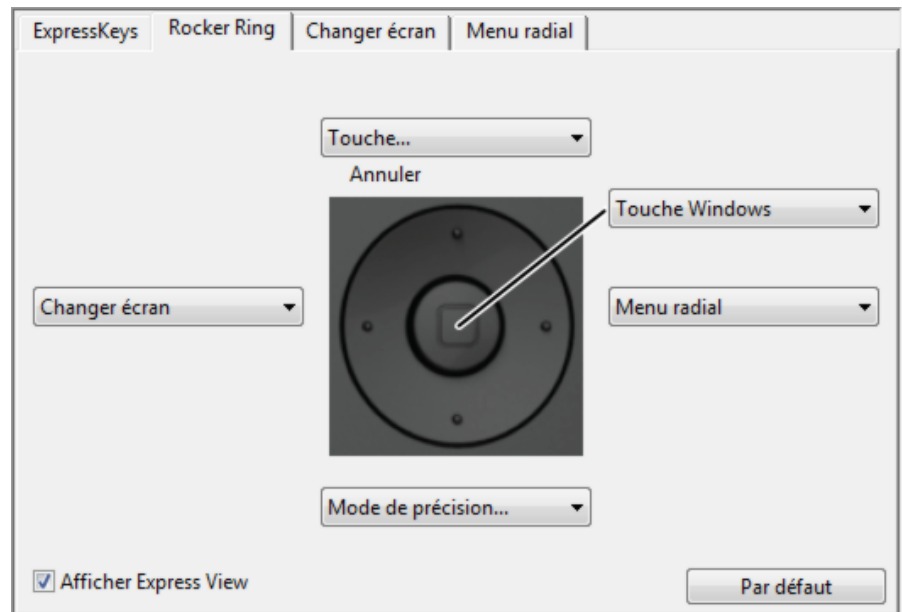 ExpressKeys Rocker Ring Changer écran Menu radial
Touche...
Annuler
Touche Windows
Changer écran
Menu radial
Mode de précision...
Afficher Express View
Par défaut